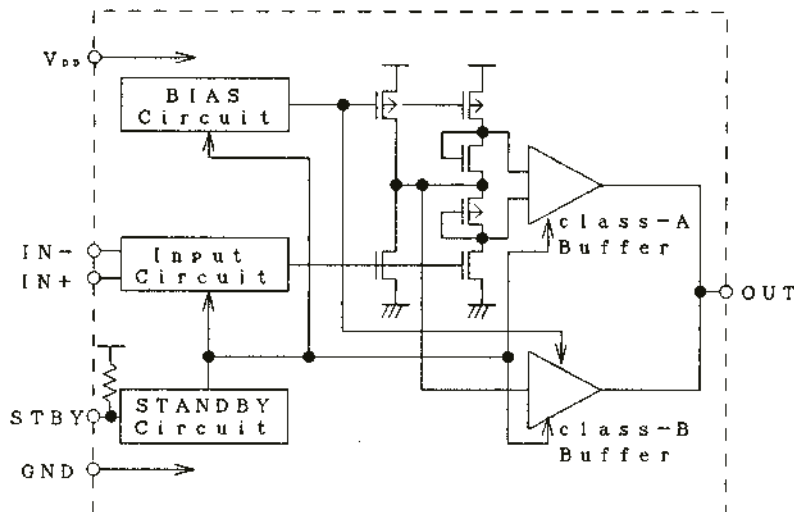 VDD
BIAS
Circuit
IN-
IN+
Input
Circuit
class-A
Buffer
OUT
STBY
STANDBY
Circuit
class-B
Buffer
GND